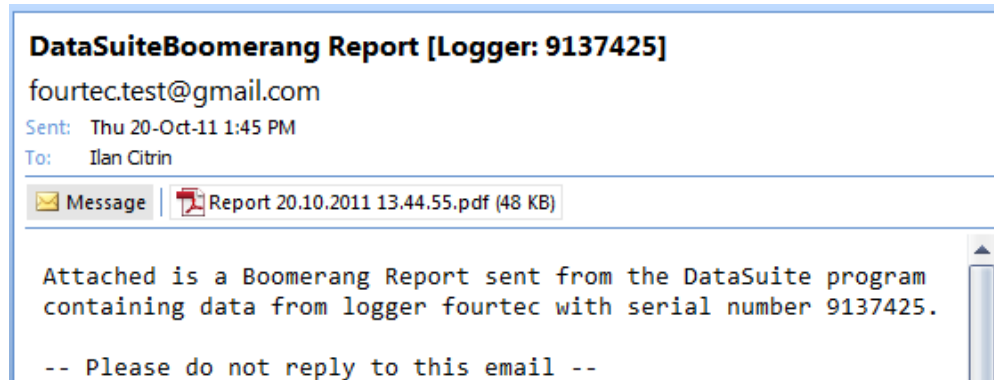 DataSuiteBoomerang Report [Logger: 9137425]
fourtec.test@gmail.com
Sent: Thu 20-Oct-11 1:45 PM
To: Ilan Citrin
Message Report 20.10.2011 13.44.55.pdf (48 KB)
Attached is a Boomerang Report sent from the DataSuite program
containing data from logger fourtec with serial number 9137425.
-- Please do not reply to this email --